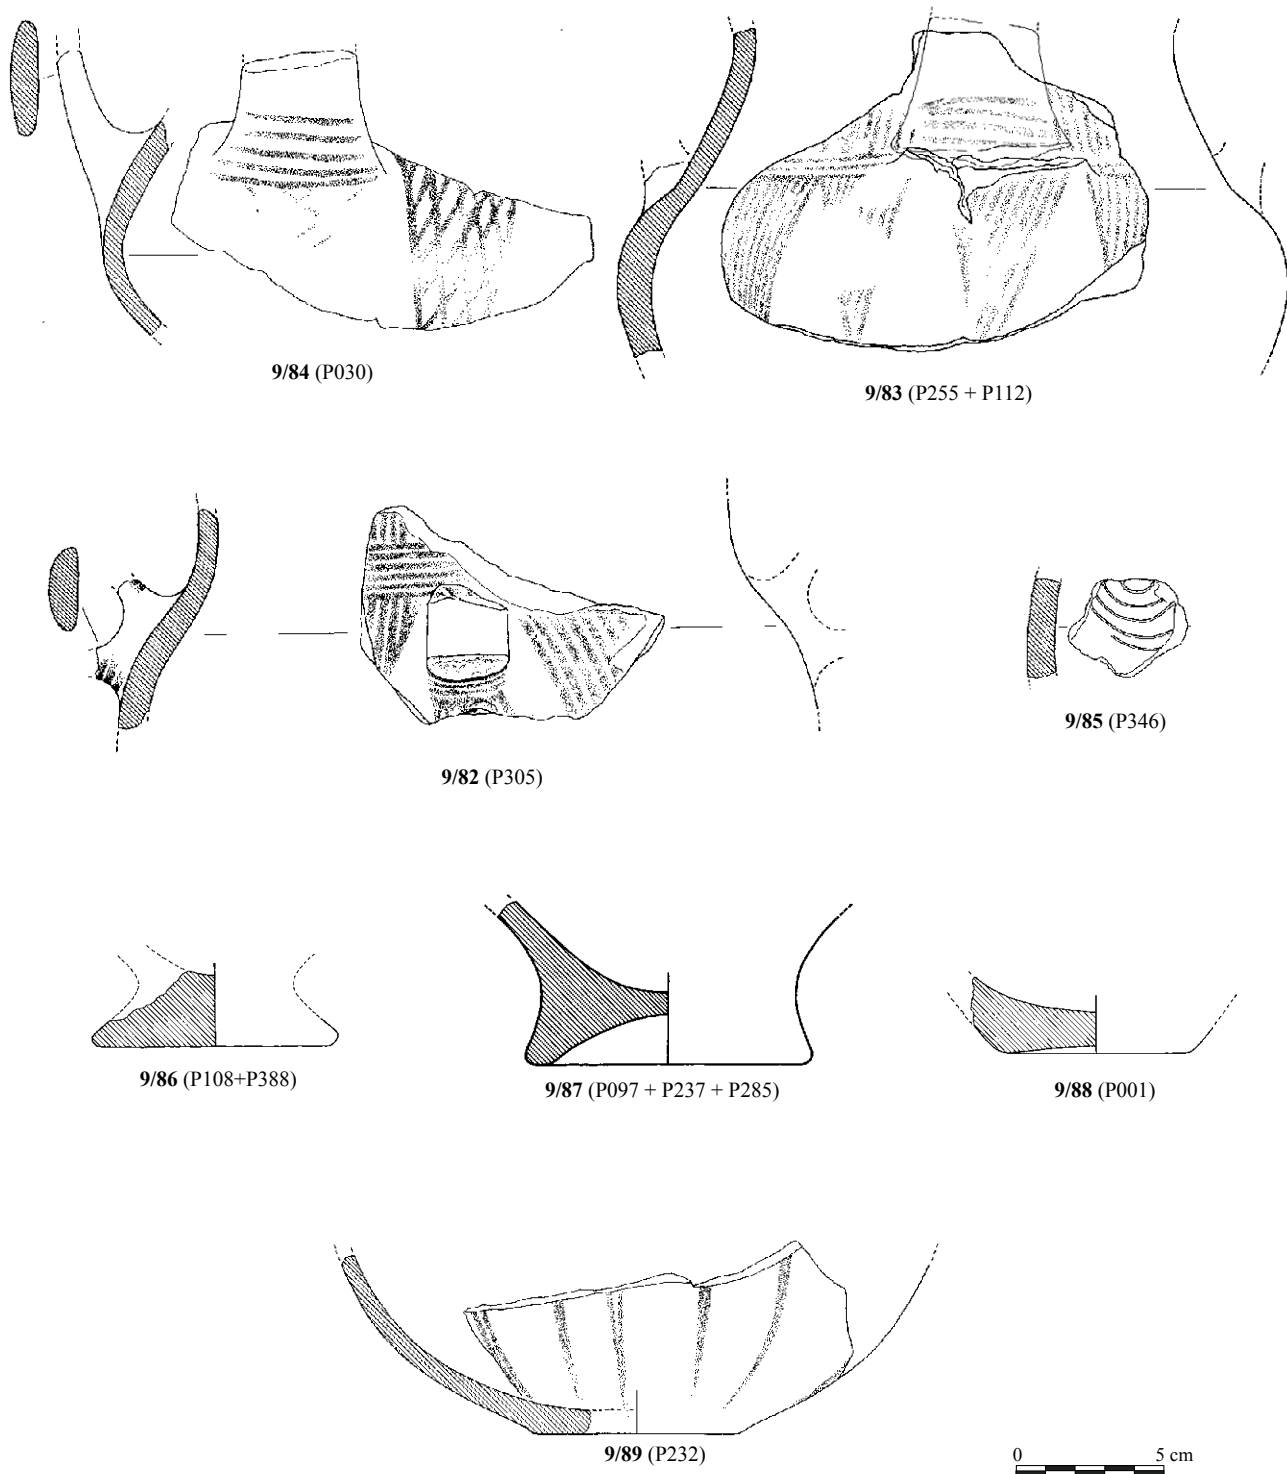 9/84 (P030)
9/83 (P255 + P112)
9/82 (P305)
9/85 (P346)
9/86 (P108+P388)
9/87 (P097 + P237 + P285)
9/88 (P001)
9/89 (P232)
0 5 cm